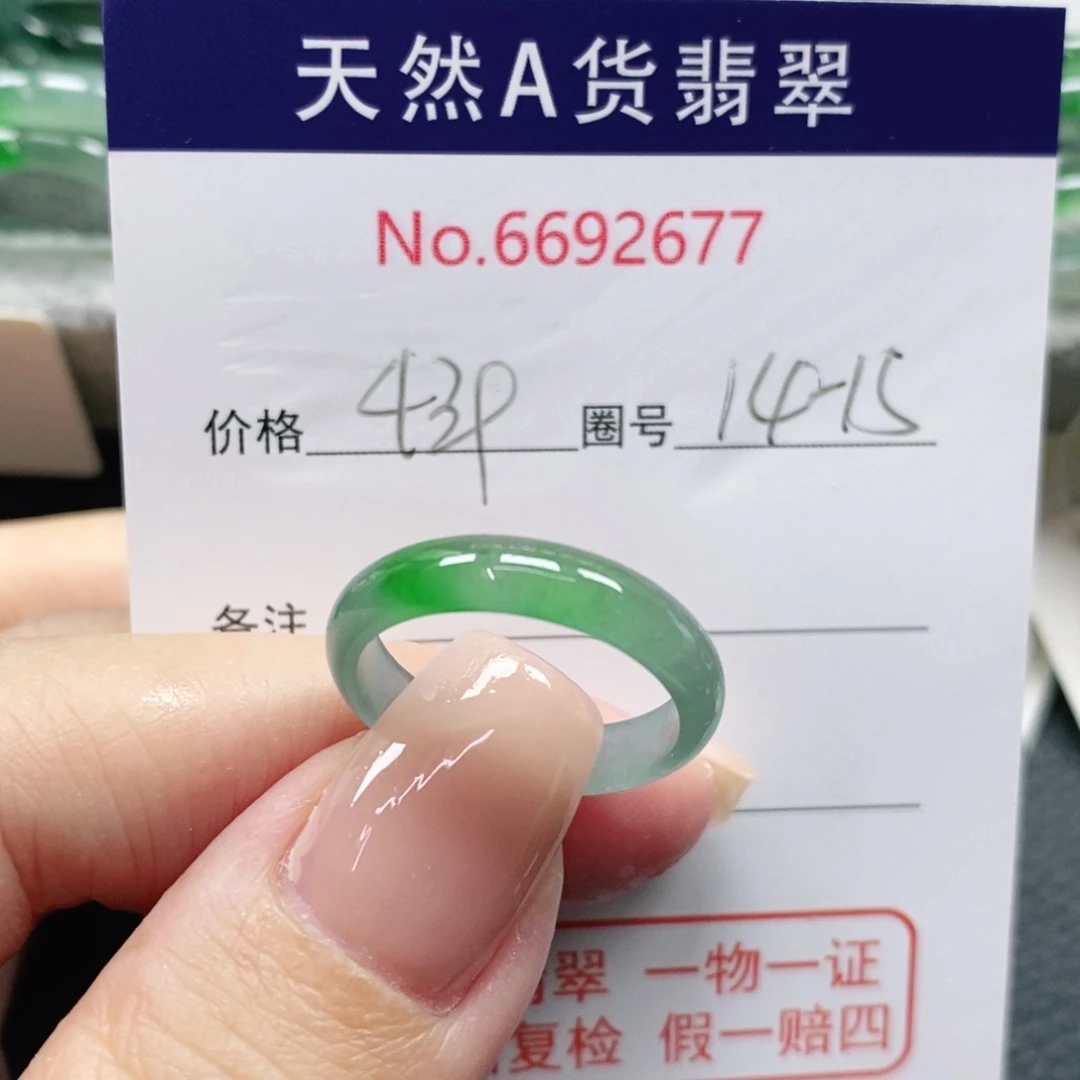 天然A货翡翠
No.6692677
价格 43P 圈号 14-15
备注
翠 一物一证
复检 假一赔四